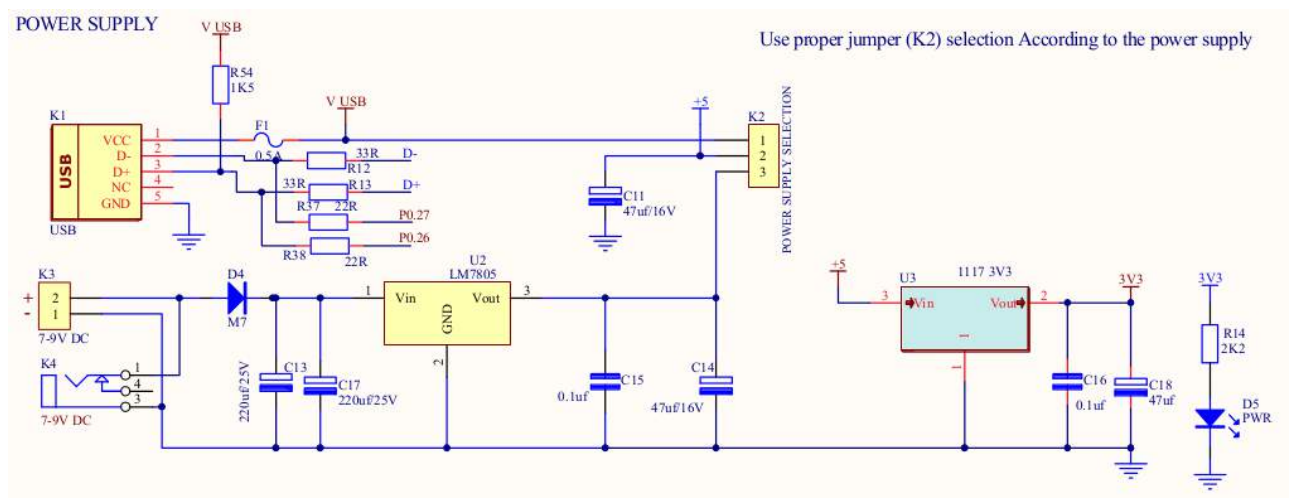 POWER SUPPLY
Use proper jumper (K2) selection According to the power supply
V USB
R54
1K5
K1
USB
VCC 1
D- 2
D+ 3
NC 4
GND 5
USB
F1
0.5A
V USB
33R
R12
D-
33R
R13
D+
R37
22R
P0.27
R38
22R
P0.26
+5
K2
1
2
3
POWER SUPPLY SELECTION
C11
47uf/16V
K3
+
-
2
1
7-9V DC
K4
1
4
3
7-9V DC
D4
M7
C13
220uf/25V
C17
220uf/25V
U2
LM7805
1
Vin
Vout
3
GND
2
C15
0.1uf
C14
47uf/16V
+5
U3
1117 3V3
3
Vin
Vout
2
1
1
3V3
C16
0.1uf
C18
47uf
3V3
R14
2K2
D5
PWR